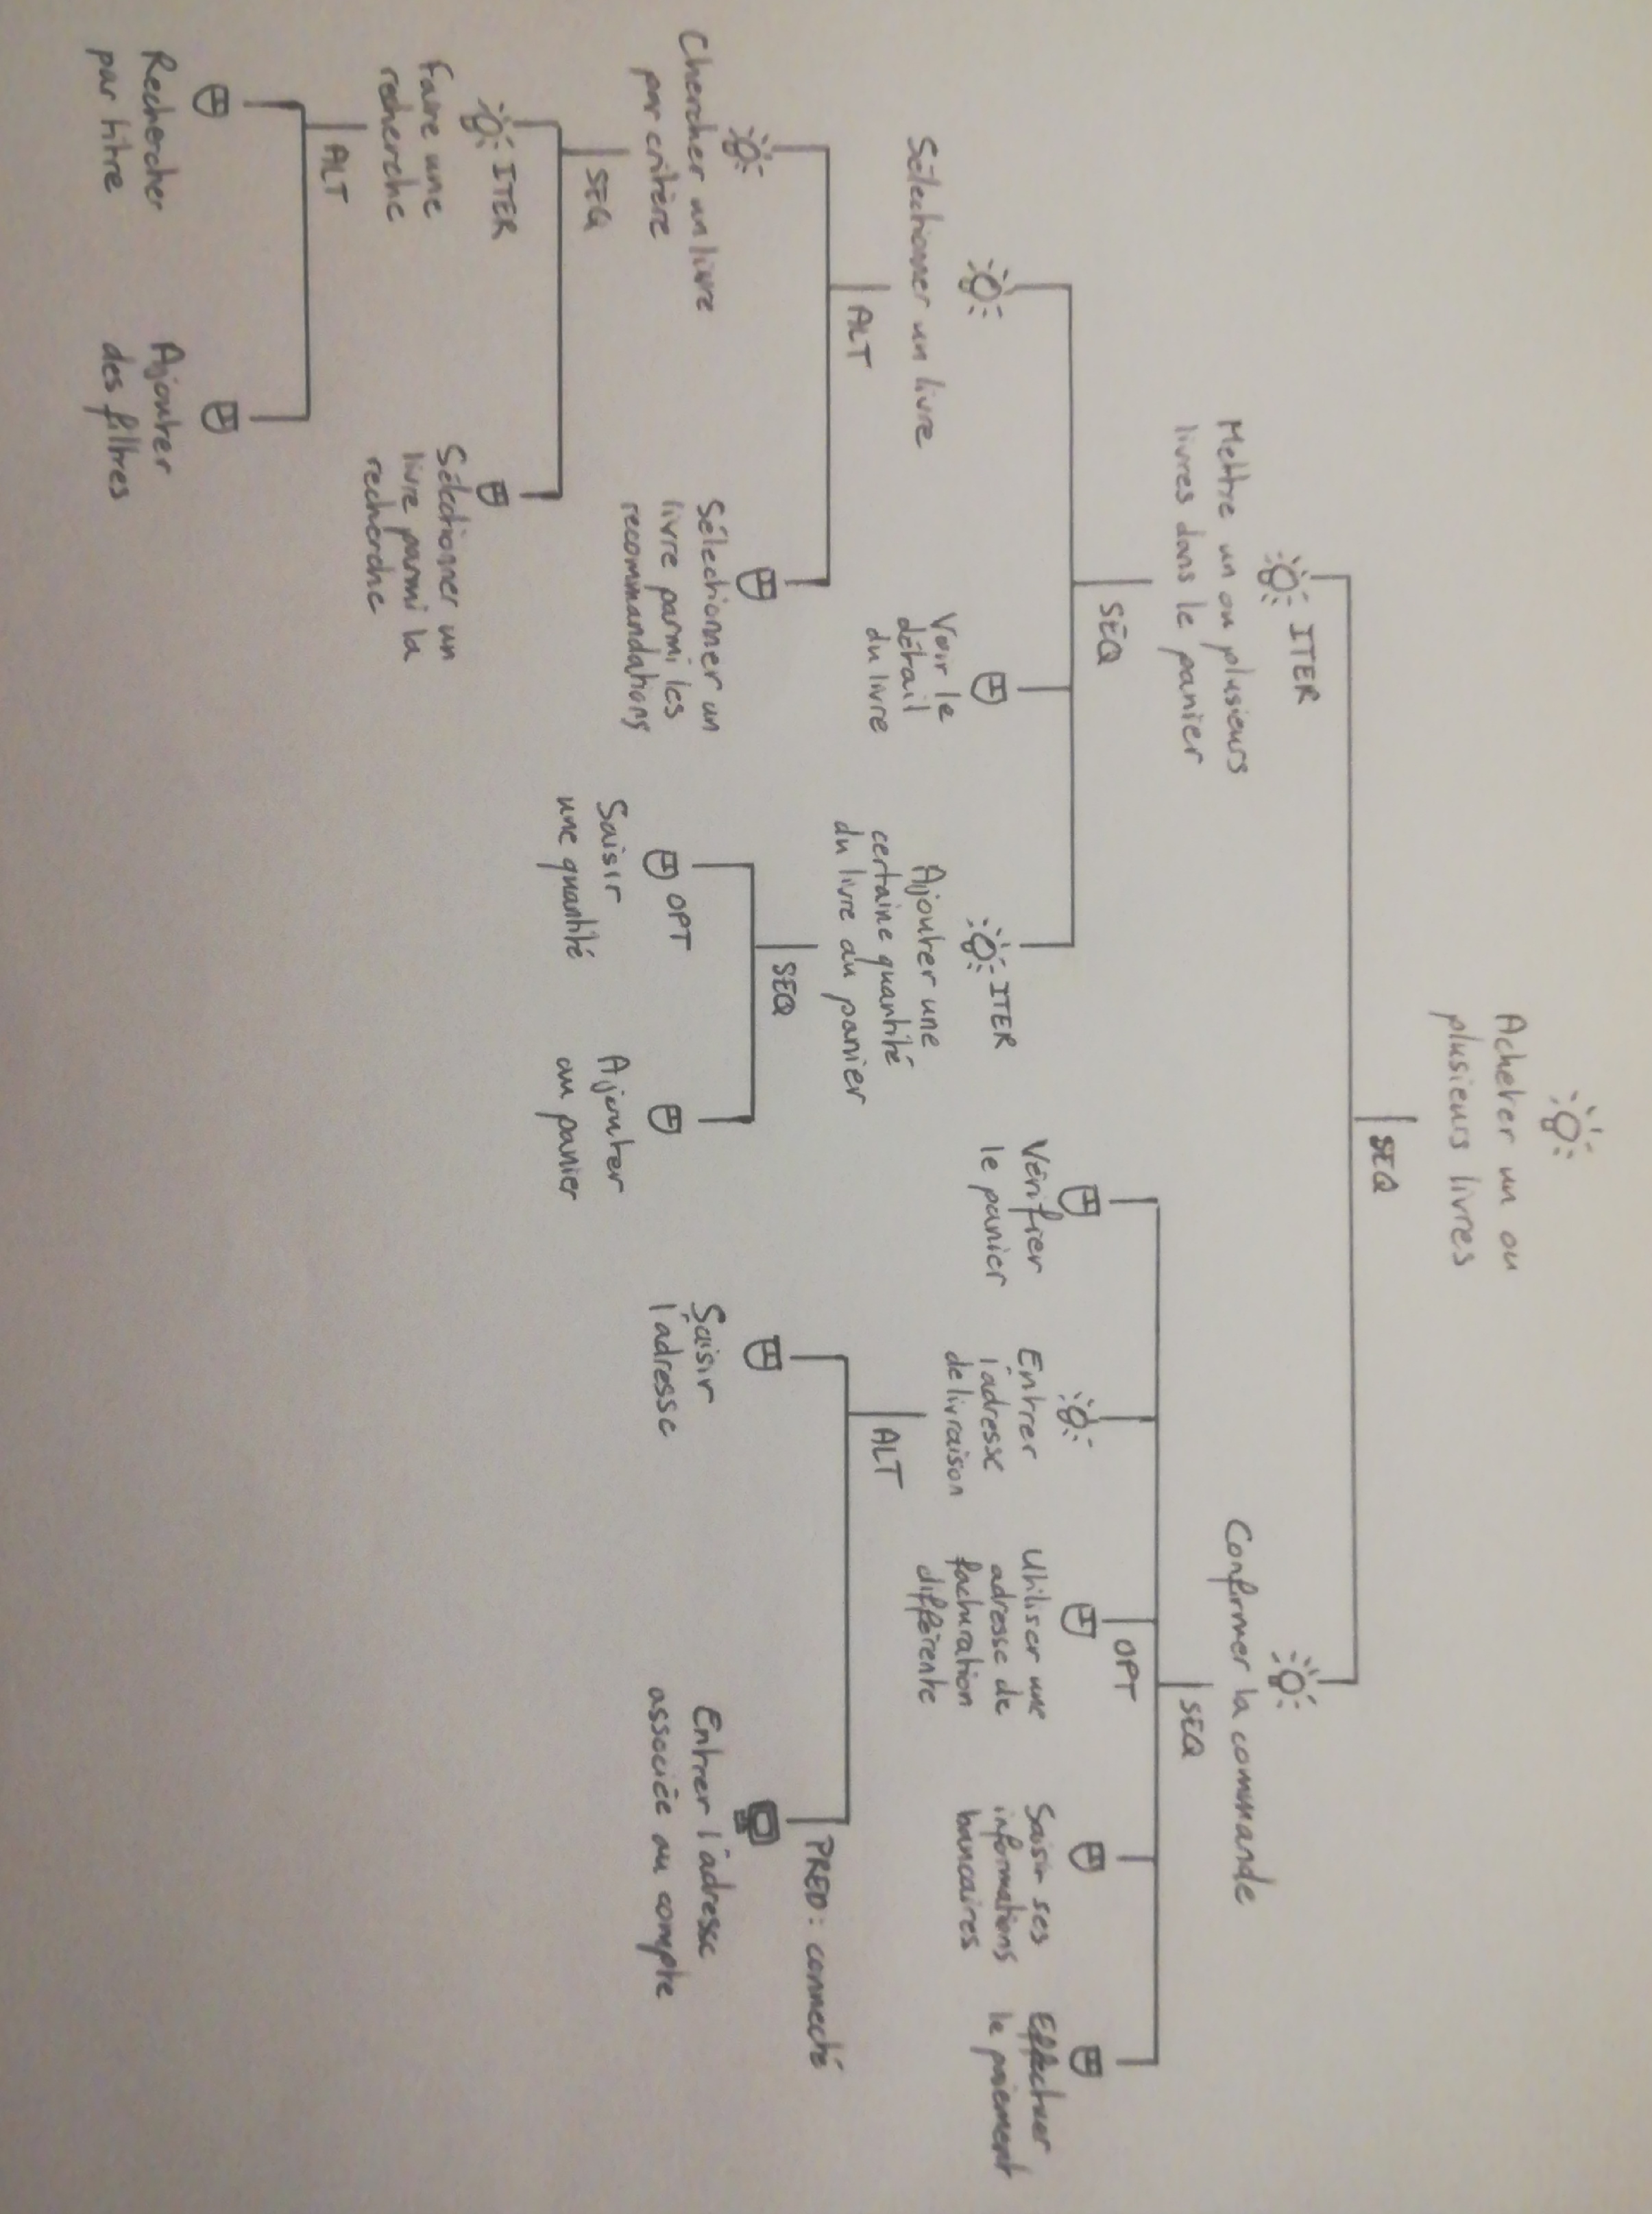 Acheter un ou
plusieurs livres
SEQ
ITER
Mettre un ou plusieurs
livres dans le panier
Confirmer la commande
SEQ
SEQ
OPT
Sélectionner un livre
Voir le
détail
du livre
ITER
Ajouter une
certaine quantité
du livre au panier
Vérifier
le panier
Entrer
l'adresse
de livraison
Utiliser une
adresse de
facturation
différente
Saisir ses
informations
bancaires
Effectuer
le paiement
ALT
SEQ
ALT
PRED: connecté
Chercher un livre
par critère
Sélectionner un
livre parmi les
recommandations
OPT
Saisir
une quantité
Ajouter
au panier
Saisir
l'adresse
Entrer l'adresse
associée au compte
SEQ
ITER
Faire une
recherche
Sélectionner un
livre parmi la
recherche
ALT
Rechercher
par titre
Ajouter
des filtres